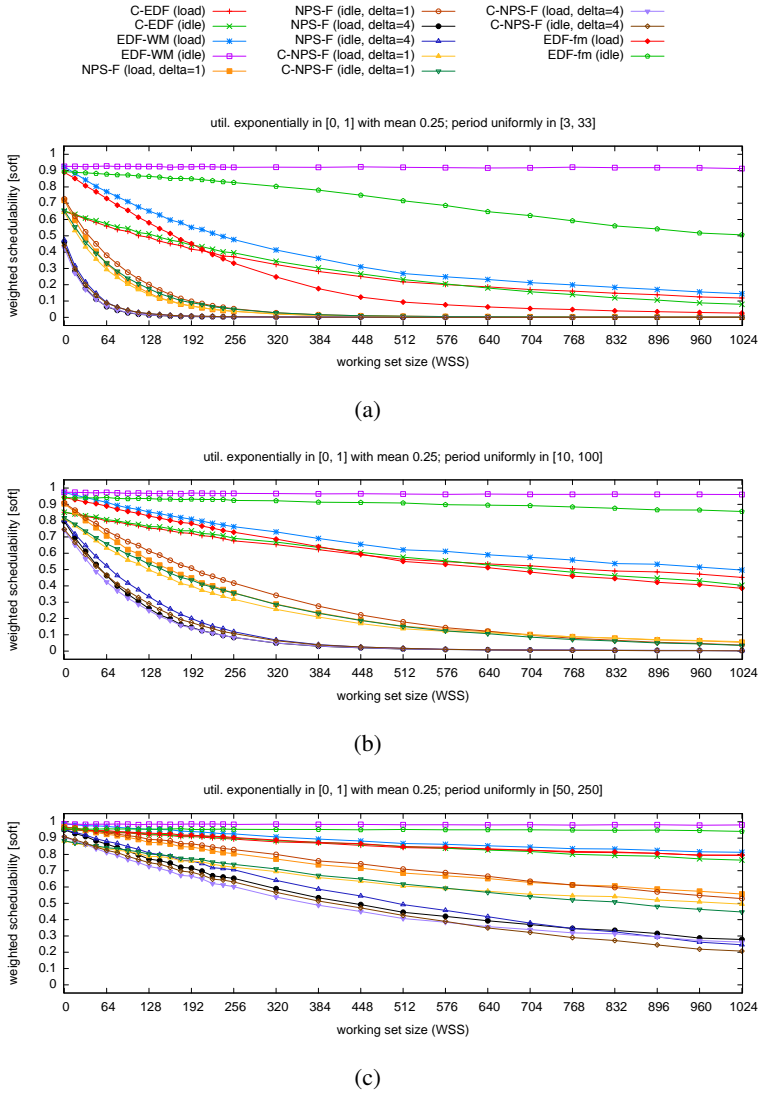 C-EDF (load)
C-EDF (idle)
EDF-WM (load)
EDF-WM (idle)
NPS-F (load, delta=1)
NPS-F (idle, delta=1)
NPS-F (load, delta=4)
NPS-F (idle, delta=4)
C-NPS-F (load, delta=1)
C-NPS-F (idle, delta=1)
C-NPS-F (load, delta=4)
C-NPS-F (idle, delta=4)
EDF-fm (load)
EDF-fm (idle)
util. exponentially in [0, 1] with mean 0.25; period uniformly in [3, 33]
weighted schedulability [soft]
1
0.9
0.8
0.7
0.6
0.5
0.4
0.3
0.2
0.1
0
0 64 128 192 256 320 384 448 512 576 640 704 768 832 896 960 1024
working set size (WSS)
(a)
util. exponentially in [0, 1] with mean 0.25; period uniformly in [10, 100]
weighted schedulability [soft]
1
0.9
0.8
0.7
0.6
0.5
0.4
0.3
0.2
0.1
0
0 64 128 192 256 320 384 448 512 576 640 704 768 832 896 960 1024
working set size (WSS)
(b)
util. exponentially in [0, 1] with mean 0.25; period uniformly in [50, 250]
weighted schedulability [soft]
1
0.9
0.8
0.7
0.6
0.5
0.4
0.3
0.2
0.1
0
0 64 128 192 256 320 384 448 512 576 640 704 768 832 896 960 1024
working set size (WSS)
(c)